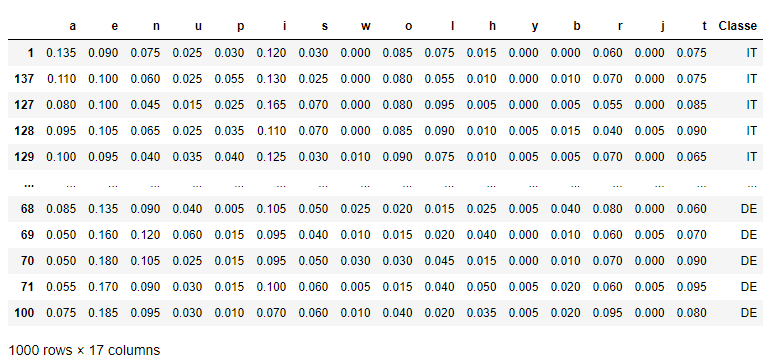 a e n u p i s w o l h y b r j t Classe
1 0.135 0.090 0.075 0.025 0.030 0.120 0.030 0.000 0.085 0.075 0.015 0.000 0.000 0.060 0.000 0.075 IT
137 0.110 0.100 0.060 0.025 0.055 0.130 0.025 0.000 0.080 0.055 0.010 0.000 0.010 0.070 0.000 0.075 IT
127 0.080 0.100 0.045 0.015 0.025 0.165 0.070 0.000 0.080 0.095 0.005 0.000 0.005 0.055 0.000 0.085 IT
128 0.095 0.105 0.065 0.025 0.035 0.110 0.070 0.000 0.085 0.090 0.010 0.005 0.015 0.040 0.005 0.090 IT
129 0.100 0.095 0.040 0.035 0.040 0.125 0.030 0.010 0.090 0.075 0.010 0.005 0.005 0.070 0.000 0.065 IT
... ... ... ... ... ... ... ... ... ... ... ... ... ... ... ... ... ...
68 0.085 0.135 0.090 0.040 0.005 0.105 0.050 0.025 0.020 0.015 0.025 0.005 0.040 0.080 0.000 0.060 DE
69 0.050 0.160 0.120 0.060 0.015 0.095 0.040 0.010 0.015 0.020 0.040 0.000 0.010 0.060 0.005 0.070 DE
70 0.050 0.180 0.105 0.025 0.015 0.095 0.050 0.030 0.030 0.045 0.015 0.000 0.010 0.070 0.000 0.090 DE
71 0.055 0.170 0.090 0.030 0.015 0.100 0.060 0.005 0.015 0.040 0.050 0.005 0.020 0.060 0.005 0.095 DE
100 0.075 0.185 0.095 0.030 0.010 0.070 0.060 0.010 0.040 0.020 0.035 0.005 0.020 0.095 0.000 0.080 DE
1000 rows × 17 columns